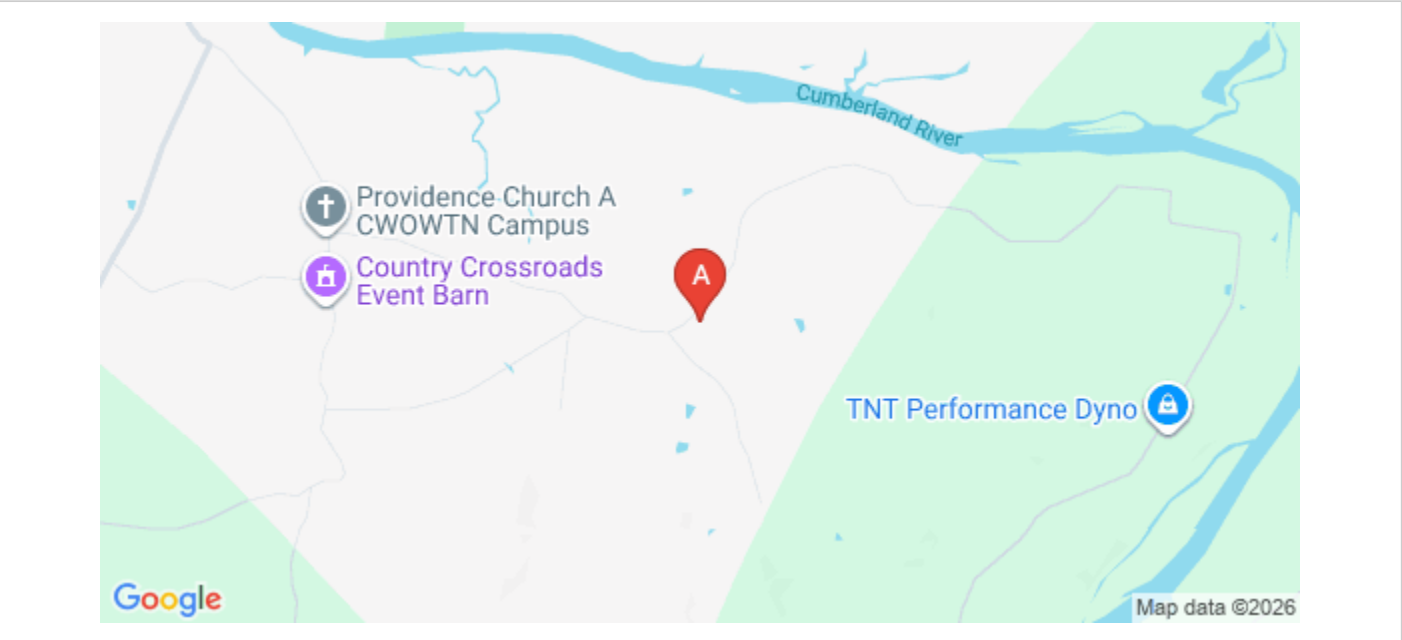 Cumberland River
Providence Church A
CWOWTN Campus
Country Crossroads
Event Barn
A
TNT Performance Dyno
Google
Map data ©2026